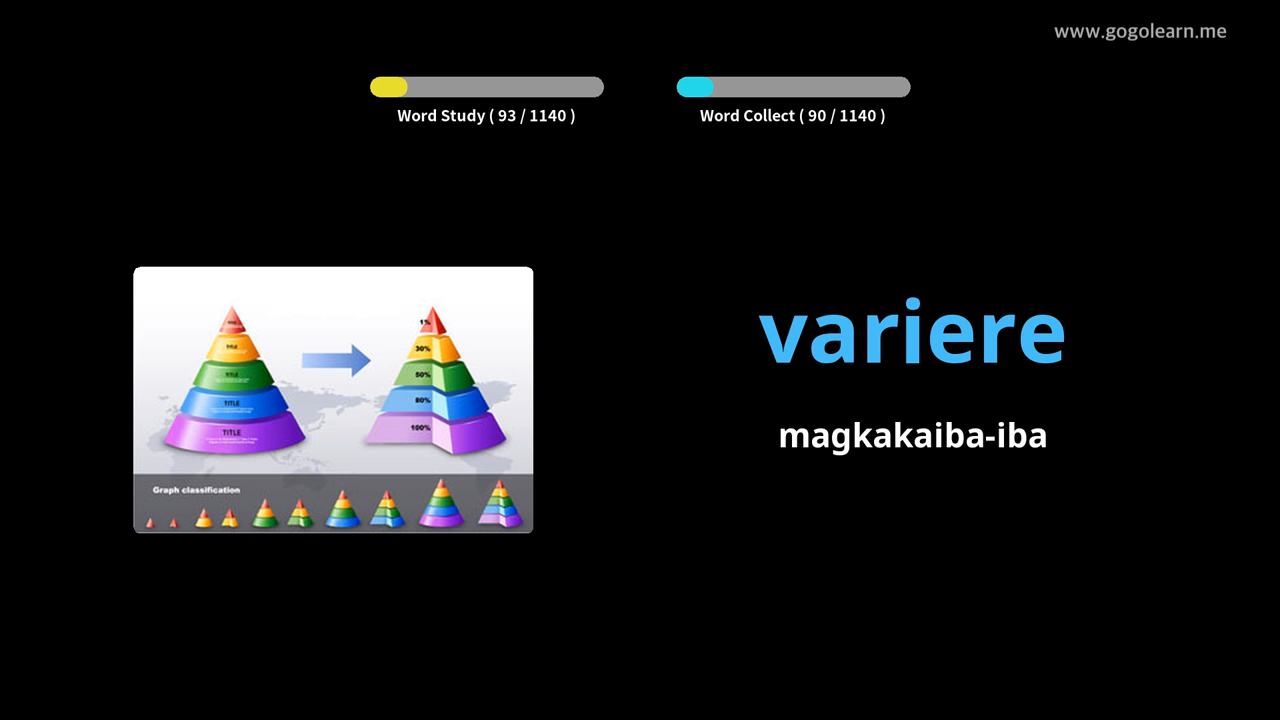 www.gogolearn.me
Word Study ( 93 / 1140 )
Word Collect ( 90 / 1140 )
variere
magkakaiba-iba
TITLE
TITLE
TITLE
TITLE
1%
30%
50%
80%
100%
Graph classification